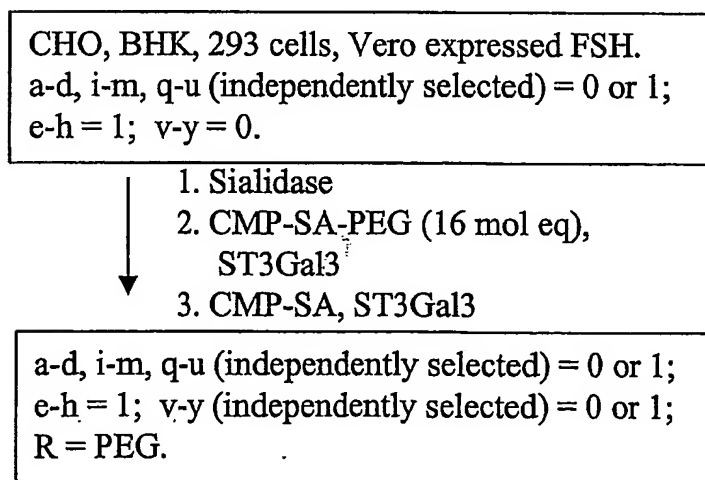 CHO, BHK, 293 cells, Vero expressed FSH.
a-d, i-m, q-u (independently selected) = 0 or 1;
e-h = 1; v-y = 0.
1. Sialidase
2. CMP-SA-PEG (16 mol eq),
ST3Gal3
3. CMP-SA, ST3Gal3
a-d, i-m, q-u (independently selected) = 0 or 1;
e-h = 1; v-y (independently selected) = 0 or 1;
R = PEG.